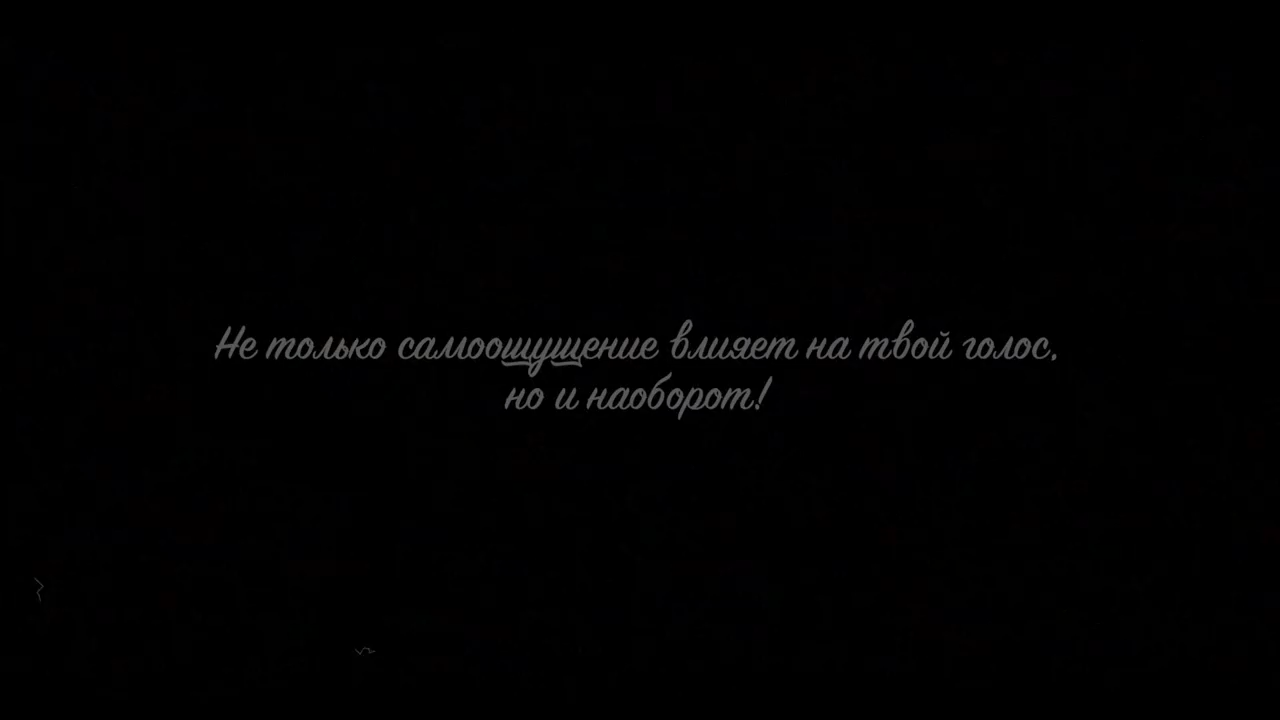 Не только самоощущение влияет на твой голос,
но и наоборот!